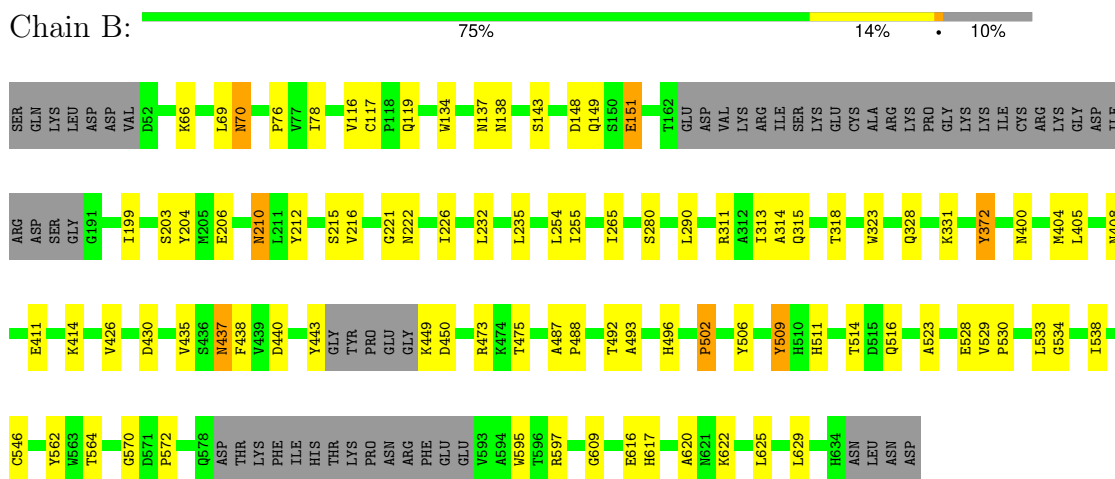 Chain B:
75% 14% • 10%
SER GLN LYS LEU ASP ASP VAL D52 K66 L69 N70 P76 V77 I78 V116 C117 P118 Q119 W134 N137 N138 S143 D148 Q149 S150 E151 T162 GLU ASP VAL LYS ARG ILE SER LYS GLU CYS ALA ARG LYS PRO GLY LYS LYS ILE CYS ARG LYS GLY ASP ILE
ARG ASP SER GLY G191 I199 S203 Y204 M205 E206 N210 L211 Y212 S215 V216 G221 N222 I226 L232 L235 L254 I255 I265 S280 L290 R311 A312 I313 A314 Q315 T318 W323 Q328 K331 Y372 N400 M404 L405 N408
E411 K414 V426 D430 V435 S436 N437 F438 V439 D440 Y443 GLY TYR PRO GLU GLY K449 D450 R473 K474 T475 A487 P488 T492 A493 H496 P502 Y506 Y509 H510 H511 T514 D515 Q516 A523 E528 V529 P530 L533 G534 I538
C546 Y562 W563 T564 G570 D571 P572 Q578 ASP THR LYS PHE ILE HIS THR LYS PRO ASN ARG PHE GLU GLU V593 A594 W595 T596 R597 G609 E616 H617 A620 N621 K622 L625 L629 H634 ASN LEU ASN ASP